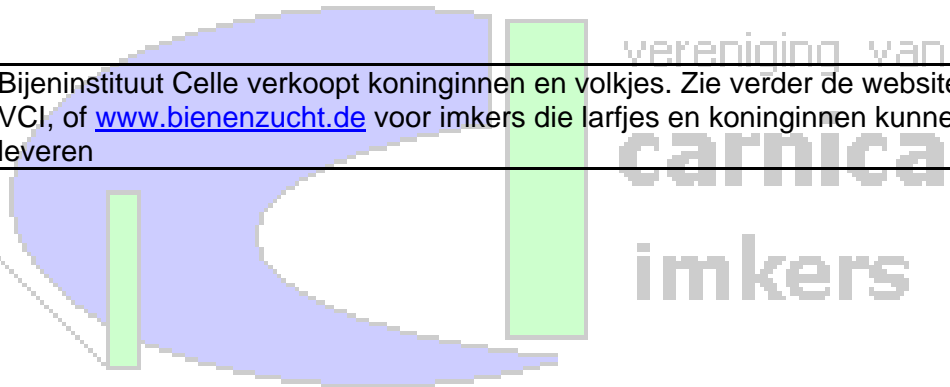 vereniging van
Bijeninstituut Celle verkoopt koninginnen en volkjes. Zie verder de website
VCI, of www.bienenzucht.de voor imkers die larfjes en koninginnen kunne
leveren
carnica
imkers